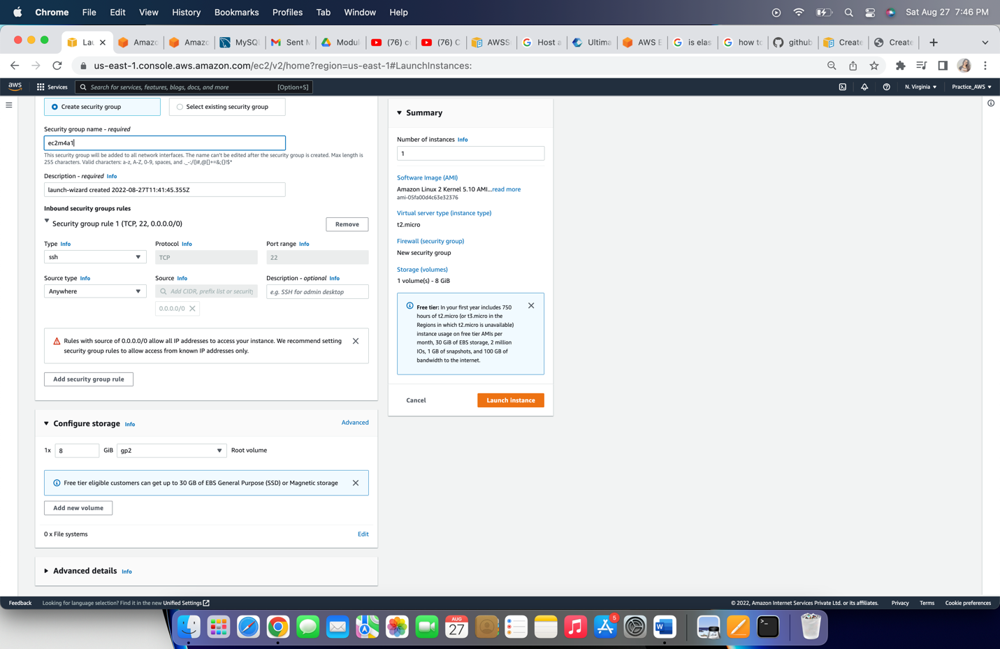 Chrome File Edit View History Bookmarks Profiles Tab Window Help Sat Aug 27 7:46 PM
Lau Amazo Amazo MySQL Sent M Modul (76) c (76) C AWSS Host a Ultima AWS E is elas how to github Create Create
us-east-1.console.aws.amazon.com/ec2/v2/home?region=us-east-1#LaunchInstances:
aws Services Search for services, features, blogs, docs, and more [Option+S] N. Virginia Practice_AWS
Create security group Select existing security group
Security group name - required
ec2m4a1
This security group will be added to all network interfaces. The name can't be edited after the security group is created. Max length is
255 characters. Valid characters: a-z, A-Z, 0-9, spaces, and ._-:/()#,@[]+=&;{}!$*
Description - required Info
launch-wizard created 2022-08-27T11:41:45.355Z
Inbound security groups rules
Security group rule 1 (TCP, 22, 0.0.0.0/0) Remove
Type Info Protocol Info Port range Info
ssh TCP 22
Source type Info Source Info Description - optional Info
Anywhere Add CIDR, prefix list or security e.g. SSH for admin desktop
0.0.0.0/0
Rules with source of 0.0.0.0/0 allow all IP addresses to access your instance. We recommend setting
security group rules to allow access from known IP addresses only.
Add security group rule
Configure storage Info Advanced
1x 8 GiB gp2 Root volume
Free tier eligible customers can get up to 30 GB of EBS General Purpose (SSD) or Magnetic storage
Add new volume
0 x File systems Edit
Advanced details Info
Summary
Number of instances Info
1
Software Image (AMI)
Amazon Linux 2 Kernel 5.10 AMI...read more
ami-05fa00d4c63e32376
Virtual server type (instance type)
t2.micro
Firewall (security group)
New security group
Storage (volumes)
1 volume(s) - 8 GiB
Free tier: In your first year includes 750
hours of t2.micro (or t3.micro in the
Regions in which t2.micro is unavailable)
instance usage on free tier AMIs per
month, 30 GiB of EBS storage, 2 million
IOs, 1 GB of snapshots, and 100 GB of
bandwidth to the internet.
Cancel Launch instance
Feedback Looking for language selection? Find it in the new Unified Settings © 2022, Amazon Internet Services Private Ltd. or its affiliates. Privacy Terms Cookie preferences
AUG
27
5
W